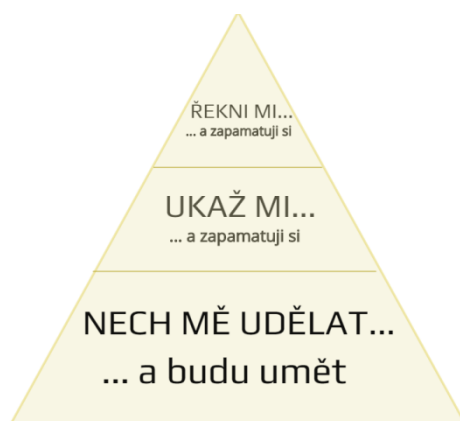 ŘEKNI MI...
... a zapamatuji si
UKAŽ MI...
... a zapamatuji si
NECH MĚ UDĚLAT...
... a budu umět